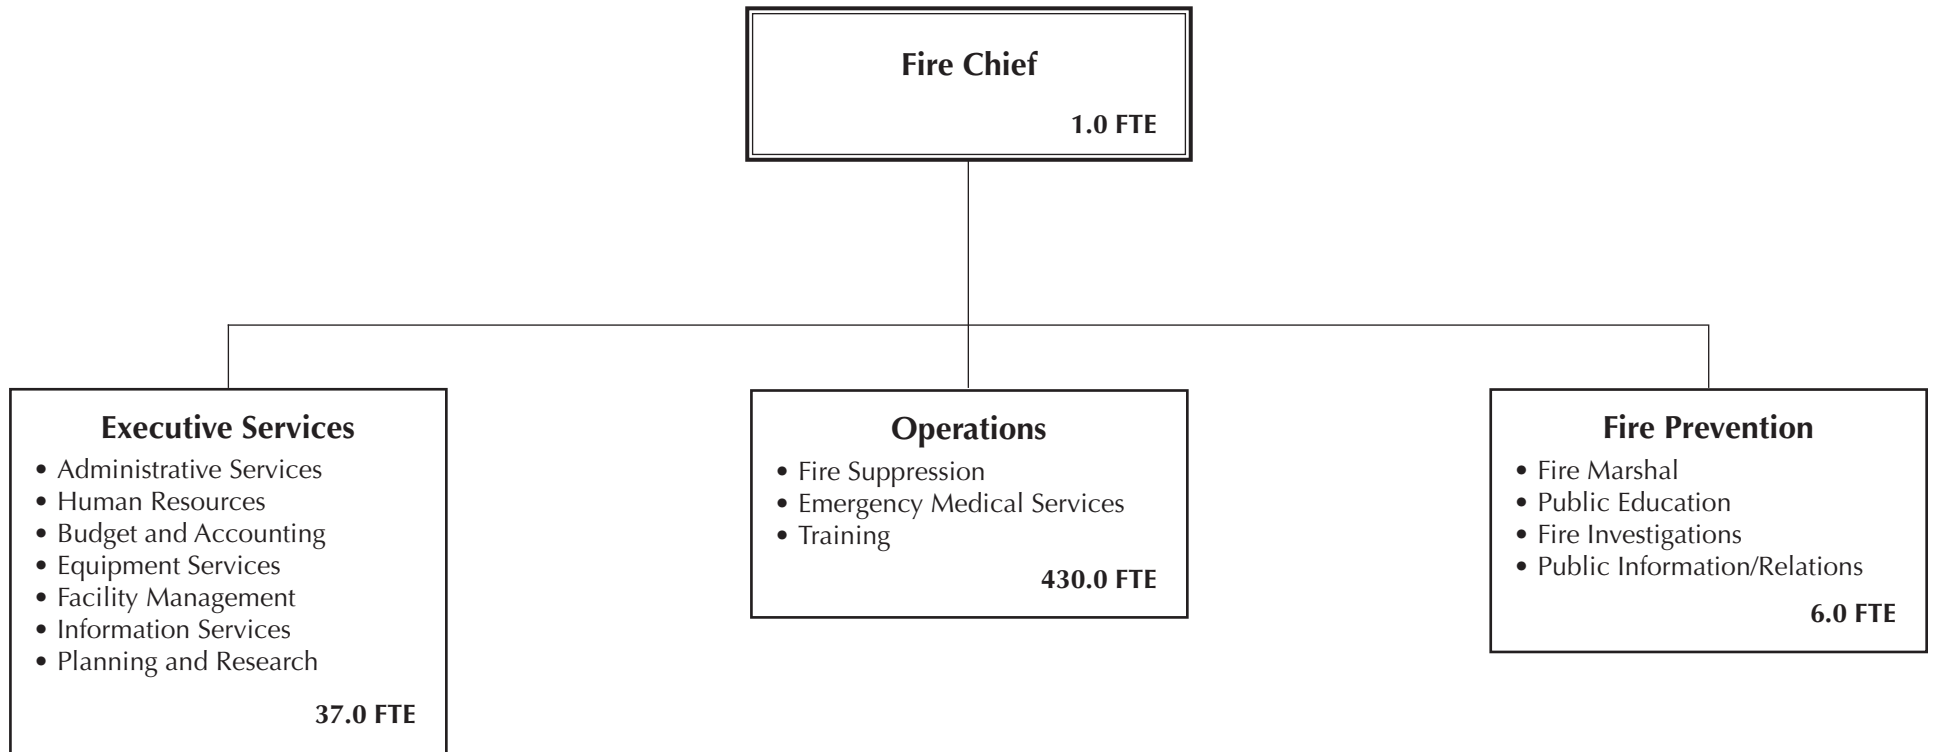 Fire Chief
1.0 FTE
Executive Services
• Administrative Services
• Human Resources
• Budget and Accounting
• Equipment Services
• Facility Management
• Information Services
• Planning and Research
37.0 FTE
Operations
• Fire Suppression
• Emergency Medical Services
• Training
430.0 FTE
Fire Prevention
• Fire Marshal
• Public Education
• Fire Investigations
• Public Information/Relations
6.0 FTE